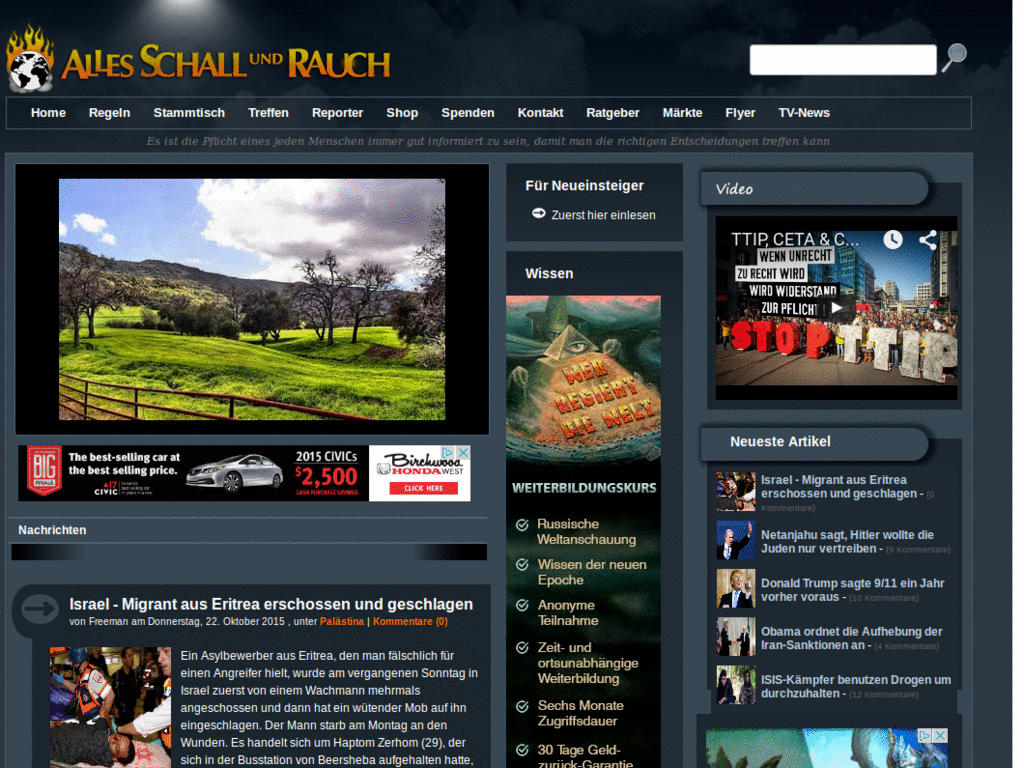 ALLES SCHALL UND RAUCH
Home Regeln Stammtisch Treffen Reporter Shop Spenden Kontakt Ratgeber Märkte Flyer TV-News
Es ist die Pflicht eines jeden Menschen immer gut informiert zu sein, damit man die richtigen Entscheidungen treffen kann
BIG
FINALE
The best-selling car at
the best selling price.
+17
CIVIC
2015 CIVICs
$2,500
CASH PURCHASE SAVINGS
Birchwood
HONDA WEST
CLICK HERE
Nachrichten
Israel - Migrant aus Eritrea erschossen und geschlagen
von Freeman am Donnerstag, 22. Oktober 2015 , unter Palästina | Kommentare (0)
Ein Asylbewerber aus Eritrea, den man fälschlich für
einen Angreifer hielt, wurde am vergangenen Sonntag in
Israel zuerst von einem Wachmann mehrmals
angeschossen und dann hat ein wütender Mob auf ihn
eingeschlagen. Der Mann starb am Montag an den
Wunden. Es handelt sich um Haptom Zerhom (29), der
sich in der Busstation von Beersheba aufgehalten hatte,
Für Neueinsteiger
Zuerst hier einlesen
Wissen
WER
REGIERT
DIE WELT
WEITERBILDUNGSKURS
Russische
Weltanschauung
Wissen der neuen
Epoche
Anonyme
Teilnahme
Zeit- und
ortsunabhängige
Weiterbildung
Sechs Monate
Zugriffsdauer
30 Tage Geld-
zurück-Garantie
Video
TTIP, CETA & C...
WENN UNRECHT
ZU RECHT WIRD
WIRD WIDERSTAND
ZUR PFLICHT
STOP TTIP
Neueste Artikel
Israel - Migrant aus Eritrea
erschossen und geschlagen - (0
Kommentare)
Netanjahu sagt, Hitler wollte die
Juden nur vertreiben - (9 Kommentare)
Donald Trump sagte 9/11 ein Jahr
vorher voraus - (10 Kommentare)
Obama ordnet die Aufhebung der
Iran-Sanktionen an - (4 Kommentare)
ISIS-Kämpfer benutzen Drogen um
durchzuhalten - (12 Kommentare)